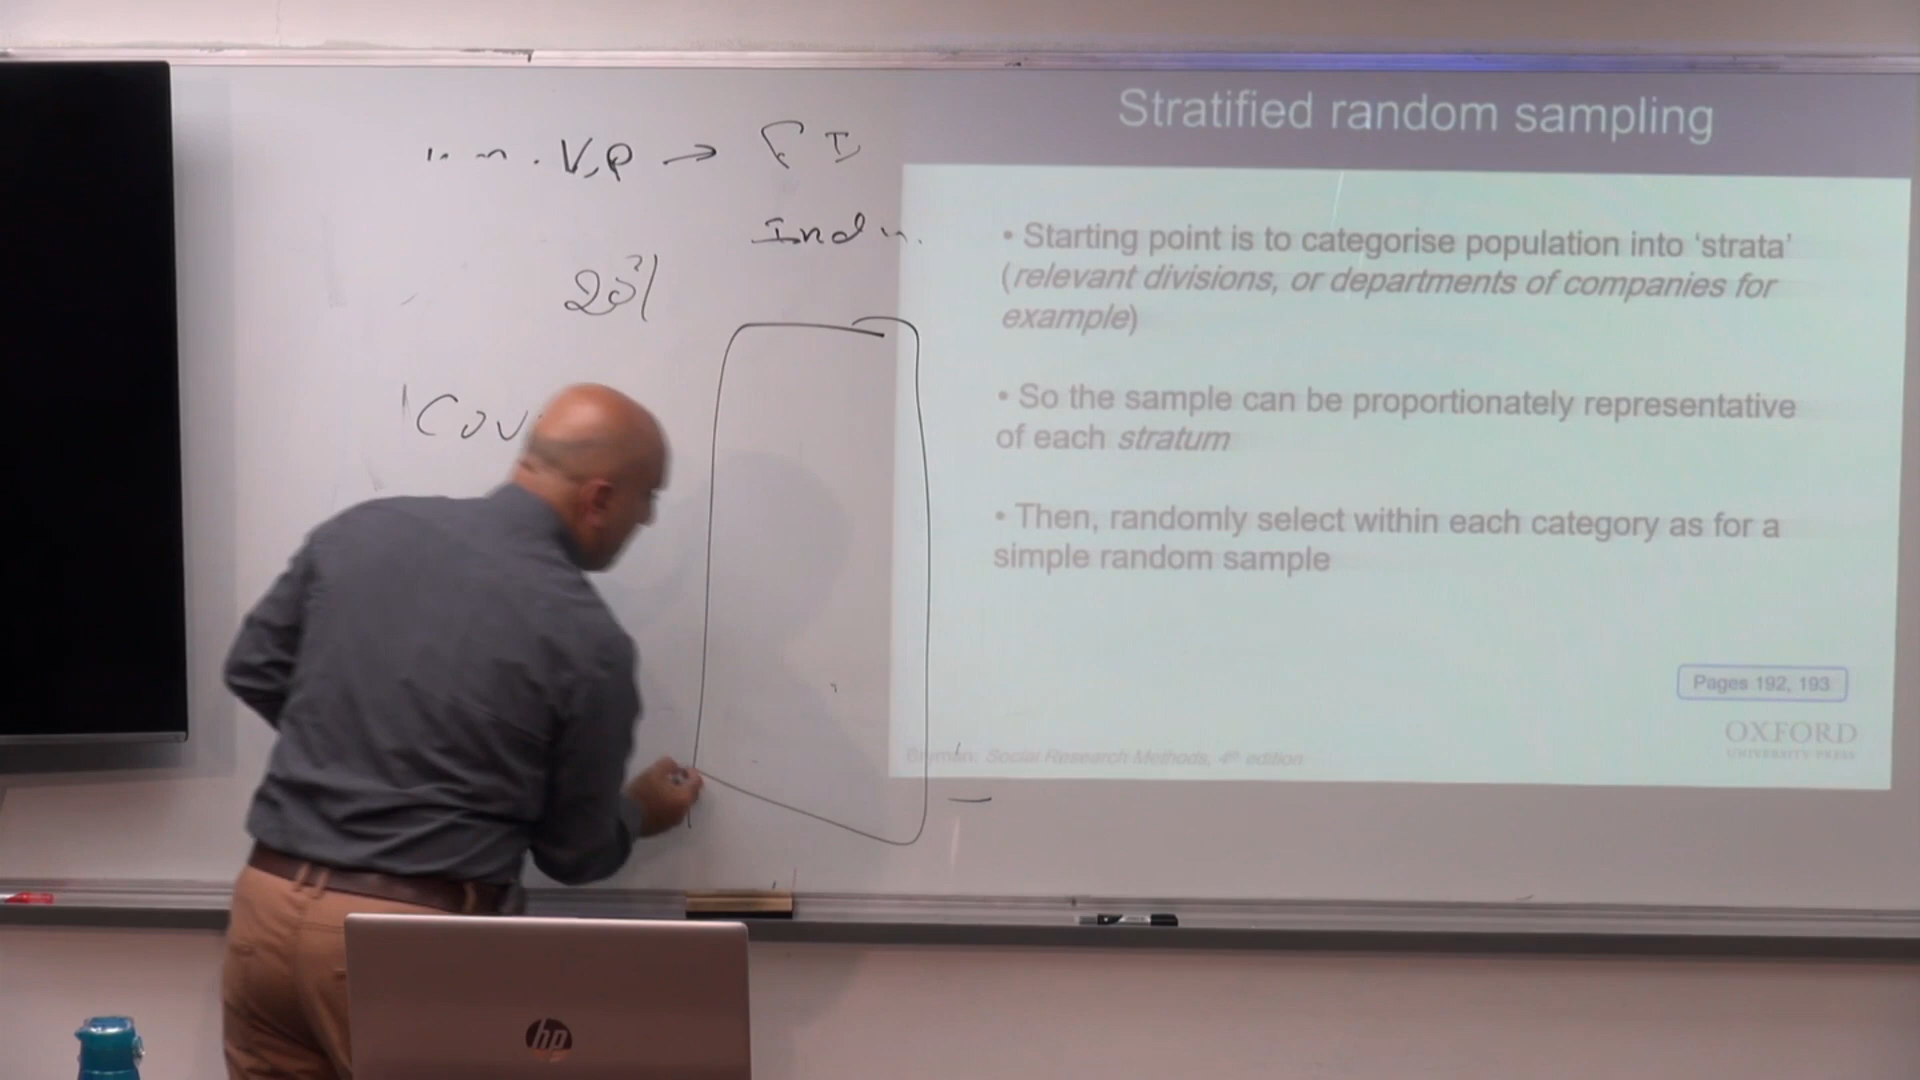 Stratified random sampling
V,P → F I
Indu.
• Starting point is to categorise population into ‘strata’
(relevant divisions, or departments of companies for
example)
• So the sample can be proportionately representative
of each stratum
• Then, randomly select within each category as for a
simple random sample
Pages 192, 193
OXFORD
UNIVERSITY PRESS
Bryman: Social Research Methods, 4th edition
hp